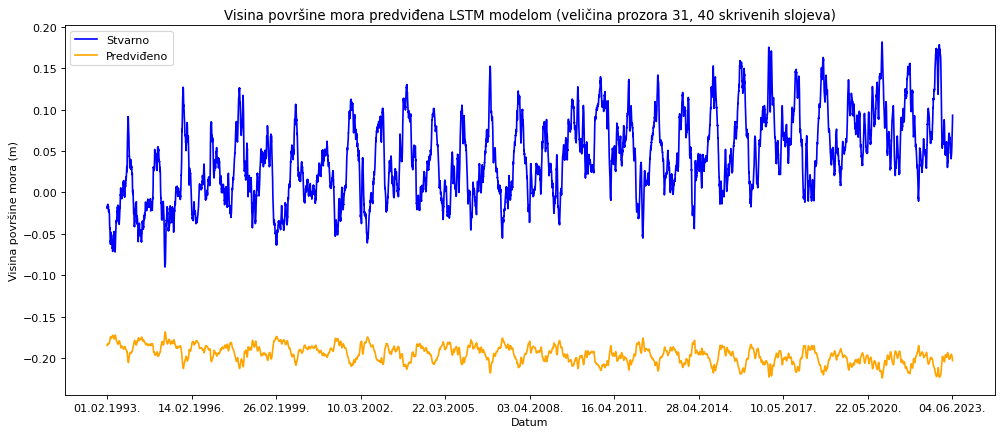 Visina površine mora predviđena LSTM modelom (veličina prozora 31, 40 skrivenih slojeva)
Stvarno
Predviđeno
Visina površine mora (m)
0.20
0.15
0.10
0.05
0.00
−0.05
−0.10
−0.15
−0.20
01.02.1993. 14.02.1996. 26.02.1999. 10.03.2002. 22.03.2005. 03.04.2008. 16.04.2011. 28.04.2014. 10.05.2017. 22.05.2020. 04.06.2023.
Datum